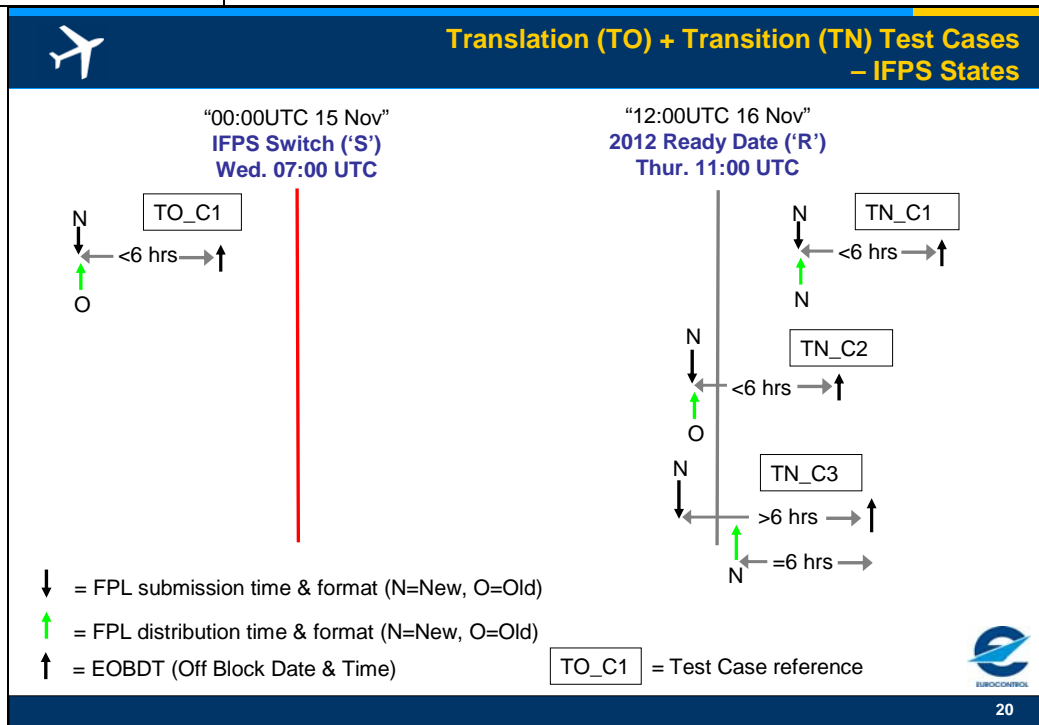 Translation (TO) + Transition (TN) Test Cases
– IFPS States
“00:00UTC 15 Nov”
IFPS Switch (‘S’)
Wed. 07:00 UTC
“12:00UTC 16 Nov”
2012 Ready Date (‘R’)
Thur. 11:00 UTC
N
TO_C1
<6 hrs
O
N
TN_C1
<6 hrs
N
N
TN_C2
<6 hrs
O
N
TN_C3
>6 hrs
N
=6 hrs
= FPL submission time & format (N=New, O=Old)
= FPL distribution time & format (N=New, O=Old)
= EOBDT (Off Block Date & Time)
TO_C1 = Test Case reference
EUROCONTROL
20